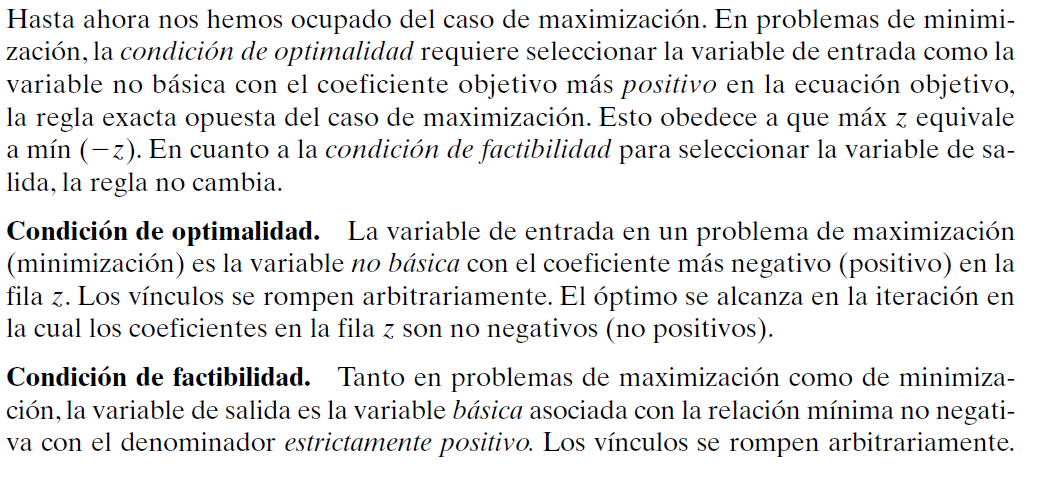 Hasta ahora nos hemos ocupado del caso de maximización. En problemas de minimi-
zación, la condición de optimalidad requiere seleccionar la variable de entrada como la
variable no básica con el coeficiente objetivo más positivo en la ecuación objetivo,
la regla exacta opuesta del caso de maximización. Esto obedece a que máx z equivale
a mín (−z). En cuanto a la condición de factibilidad para seleccionar la variable de sa-
lida, la regla no cambia.
Condición de optimalidad. La variable de entrada en un problema de maximización
(minimización) es la variable no básica con el coeficiente más negativo (positivo) en la
fila z. Los vínculos se rompen arbitrariamente. El óptimo se alcanza en la iteración en
la cual los coeficientes en la fila z son no negativos (no positivos).
Condición de factibilidad. Tanto en problemas de maximización como de minimiza-
ción, la variable de salida es la variable básica asociada con la relación mínima no negati-
va con el denominador estrictamente positivo. Los vínculos se rompen arbitrariamente.